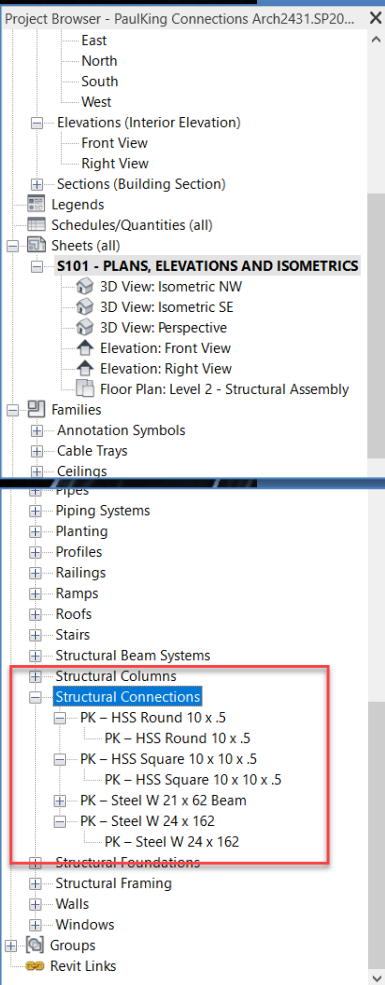 Project Browser - PaulKing Connections Arch2431.SP20...
East
North
South
West
Elevations (Interior Elevation)
Front View
Right View
Sections (Building Section)
Legends
Schedules/Quantities (all)
Sheets (all)
S101 - PLANS, ELEVATIONS AND ISOMETRICS
3D View: Isometric NW
3D View: Isometric SE
3D View: Perspective
Elevation: Front View
Elevation: Right View
Floor Plan: Level 2 - Structural Assembly
Families
Annotation Symbols
Cable Trays
Ceilings
Pipes
Piping Systems
Planting
Profiles
Railings
Ramps
Roofs
Stairs
Structural Beam Systems
Structural Columns
Structural Connections
PK – HSS Round 10 x .5
PK – HSS Round 10 x .5
PK – HSS Square 10 x 10 x .5
PK – HSS Square 10 x 10 x .5
PK – Steel W 21 x 62 Beam
PK – Steel W 24 x 162
PK – Steel W 24 x 162
Structural Foundations
Structural Framing
Walls
Windows
Groups
Revit Links